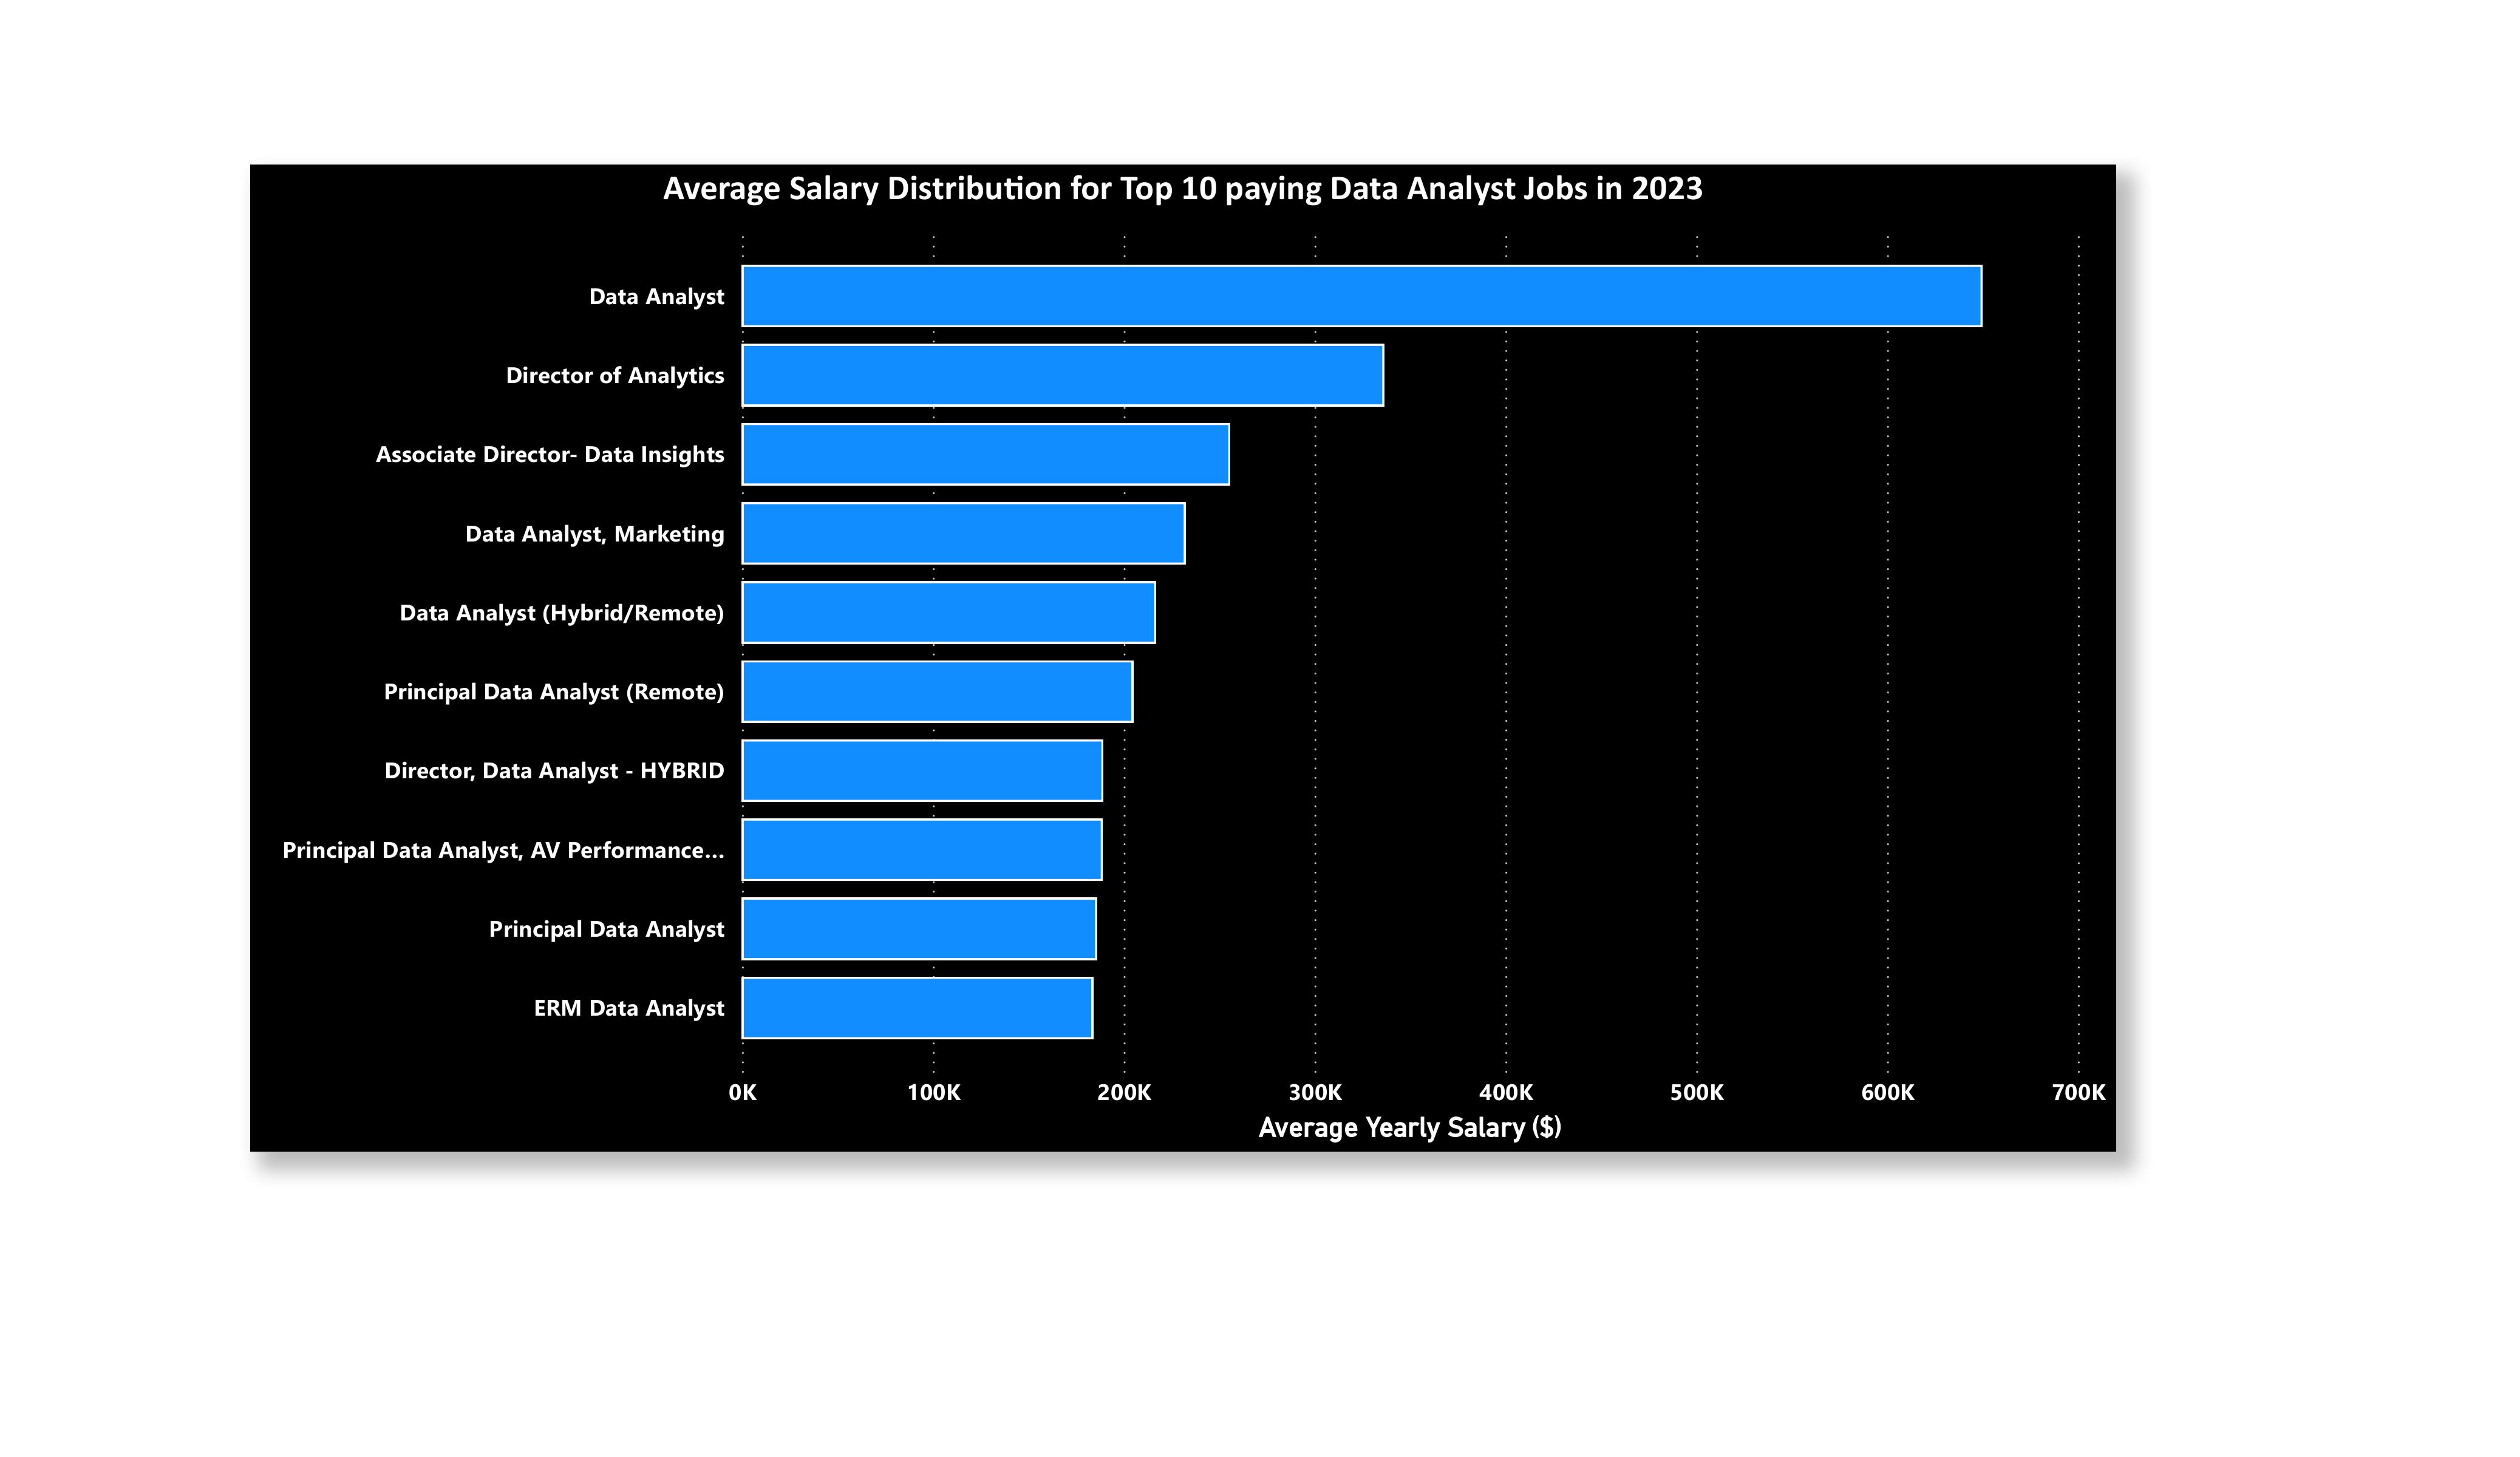 Average Salary Distribution for Top 10 paying Data Analyst Jobs in 2023
Data Analyst
Director of Analytics
Associate Director- Data Insights
Data Analyst, Marketing
Data Analyst (Hybrid/Remote)
Principal Data Analyst (Remote)
Director, Data Analyst - HYBRID
Principal Data Analyst, AV Performance...
Principal Data Analyst
ERM Data Analyst
0K 100K 200K 300K 400K 500K 600K 700K
Average Yearly Salary ($)